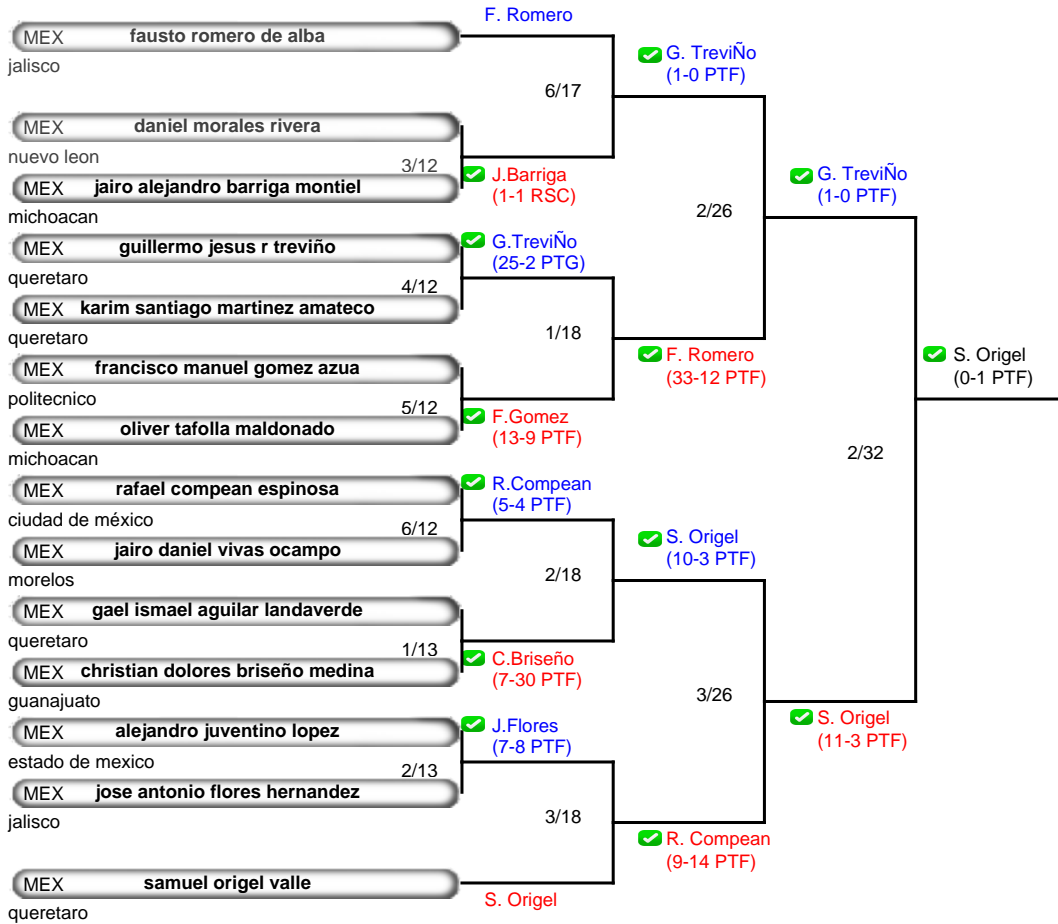 F. Romero
MEX fausto romero de alba
jalisco
G. TreviÑo
(1-0 PTF)
6/17
MEX daniel morales rivera
nuevo leon
3/12
MEX jairo alejandro barriga montiel
michoacan
J.Barriga
(1-1 RSC)
G. TreviÑo
(1-0 PTF)
2/26
MEX guillermo jesus r treviño
queretaro
G.TreviÑo
(25-2 PTG)
4/12
MEX karim santiago martinez amateco
queretaro
1/18
MEX francisco manuel gomez azua
politecnico
F. Romero
(33-12 PTF)
S. Origel
(0-1 PTF)
5/12
MEX oliver tafolla maldonado
michoacan
F.Gomez
(13-9 PTF)
2/32
MEX rafael compean espinosa
ciudad de méxico
R.Compean
(5-4 PTF)
6/12
MEX jairo daniel vivas ocampo
morelos
S. Origel
(10-3 PTF)
2/18
MEX gael ismael aguilar landaverde
queretaro
1/13
MEX christian dolores briseño medina
guanajuato
C.Briseño
(7-30 PTF)
3/26
MEX alejandro juventino lopez
estado de mexico
J.Flores
(7-8 PTF)
S. Origel
(11-3 PTF)
2/13
MEX jose antonio flores hernandez
jalisco
3/18
R. Compean
(9-14 PTF)
MEX samuel origel valle
queretaro
S. Origel